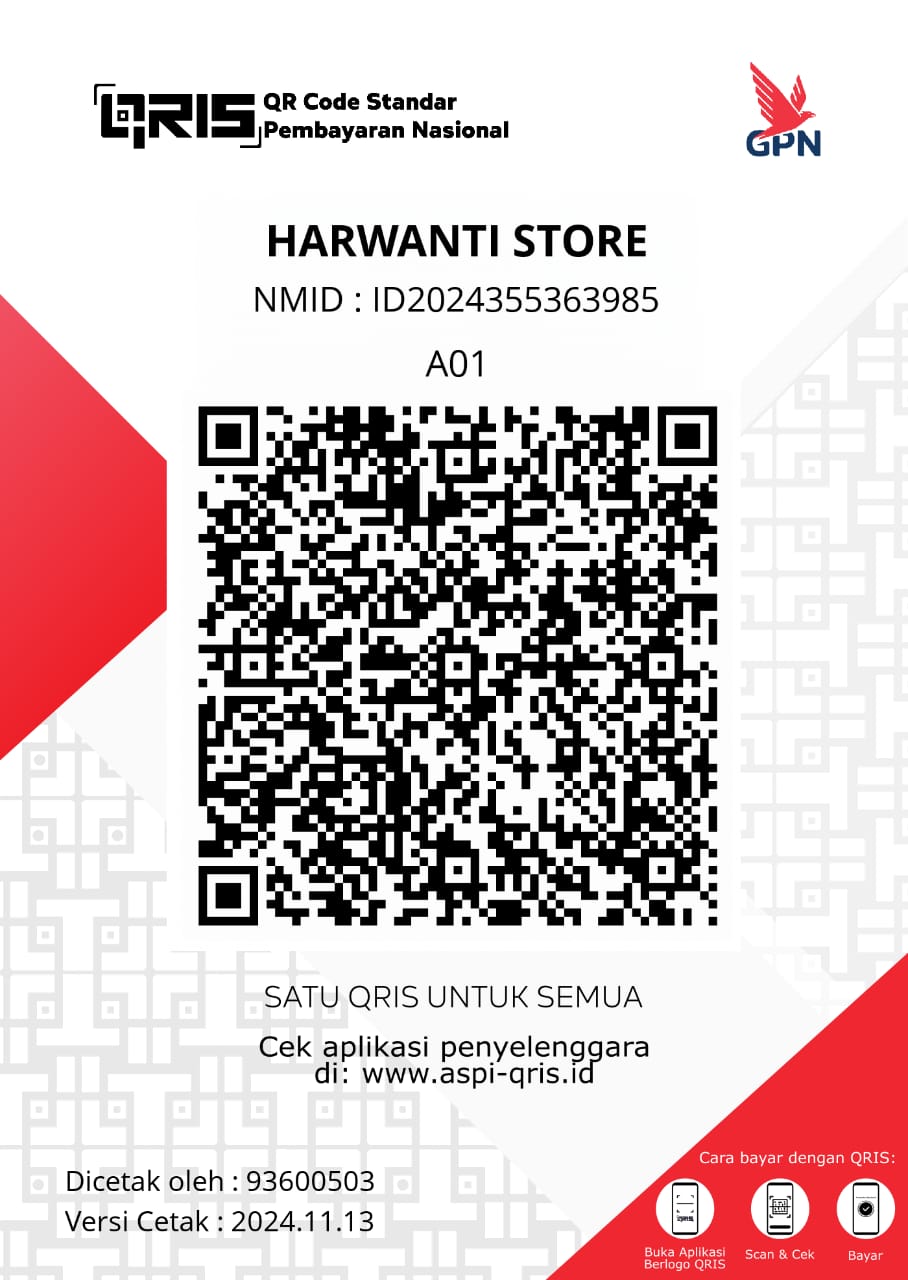 QRIS QR Code Standar
Pembayaran Nasional
GPN
HARWANTI STORE
NMID : ID2024355363985
A01
SATU QRIS UNTUK SEMUA
Cek aplikasi penyelenggara
di: www.aspi-qris.id
Dicetak oleh : 93600503
Versi Cetak : 2024.11.13
Cara bayar dengan QRIS:
Buka Aplikasi
Berlogo QRIS
Scan & Cek
Bayar